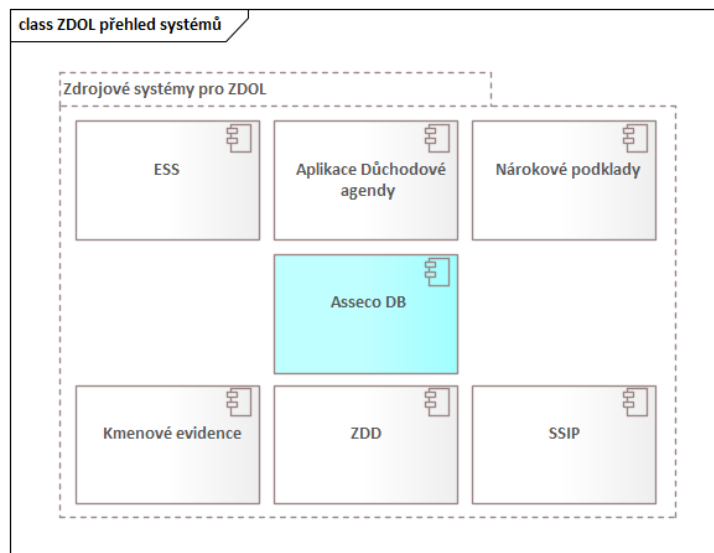 class ZDOL přehled systémů
Zdrojové systémy pro ZDOL
ESS
Aplikace Důchodové
agendy
Nárokové podklady
Asseco DB
Kmenové evidence
ZDD
SSIP